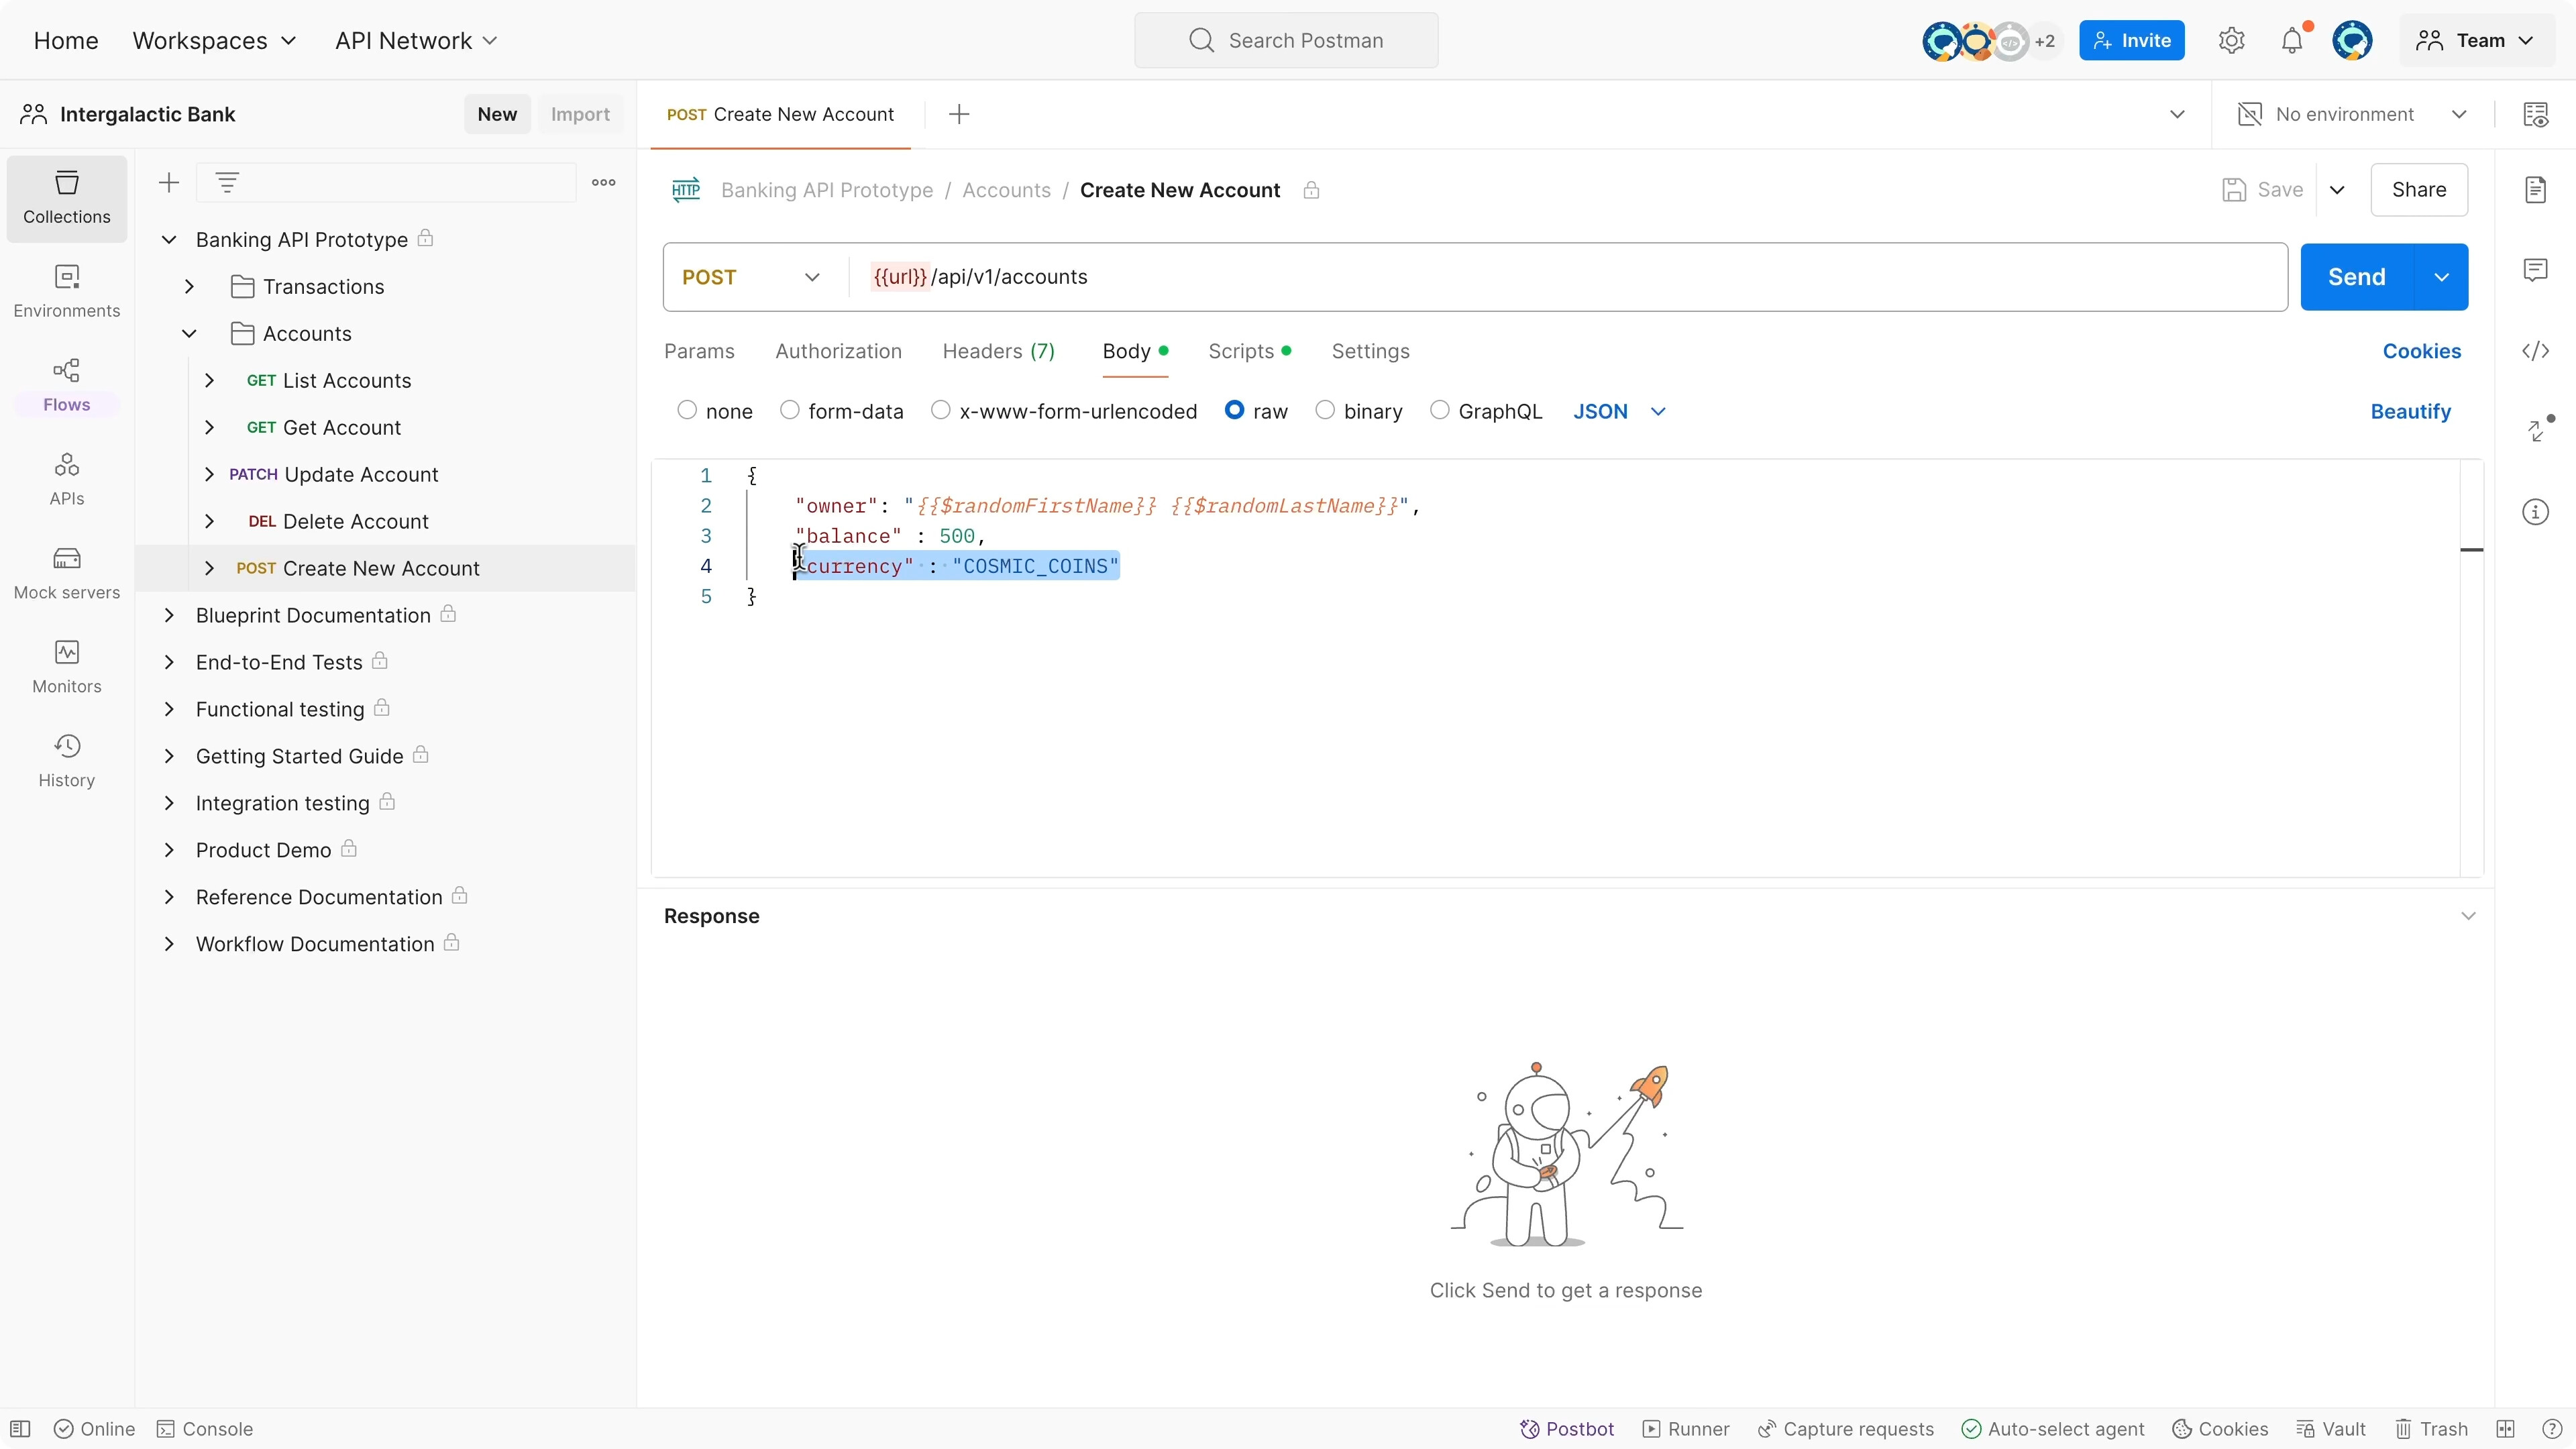 Home Workspaces API Network Search Postman +2 Invite Team
Intergalactic Bank New Import POST Create New Account No environment
Collections
Environments
Flows
APIs
Mock servers
Monitors
History
Banking API Prototype
Transactions
Accounts
GET List Accounts
GET Get Account
PATCH Update Account
DEL Delete Account
POST Create New Account
Blueprint Documentation
End-to-End Tests
Functional testing
Getting Started Guide
Integration testing
Product Demo
Reference Documentation
Workflow Documentation
HTTP Banking API Prototype / Accounts / Create New Account Save Share
POST {{url}}/api/v1/accounts Send
Params Authorization Headers (7) Body Scripts Settings Cookies
none form-data x-www-form-urlencoded raw binary GraphQL JSON Beautify
1 {
2 "owner": "{{$randomFirstName}} {{$randomLastName}}",
3 "balance" : 500,
4 "currency" : "COSMIC_COINS"
5 }
Response
Click Send to get a response
Online Console Postbot Runner Capture requests Auto-select agent Cookies Vault Trash